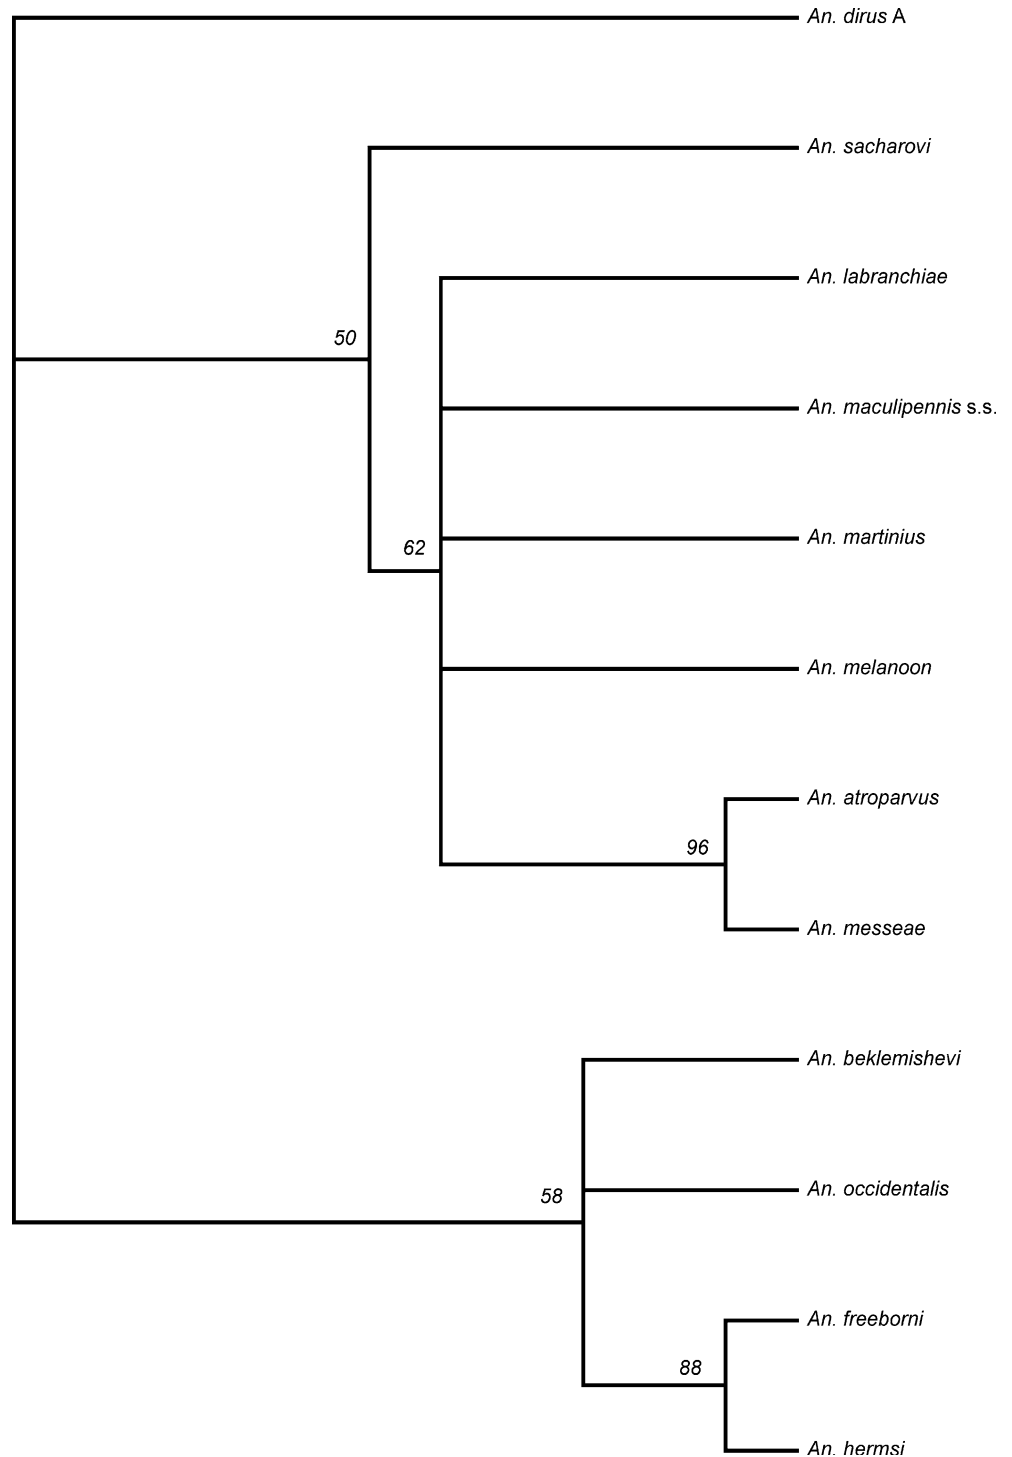 An. dirus A
An. sacharovi
An. labranchiae
50
An. maculipennis s.s.
An. martinius
62
An. melanoon
An. atroparvus
96
An. messeae
An. beklemishevi
An. occidentalis
58
An. freeborni
88
An. hermsi